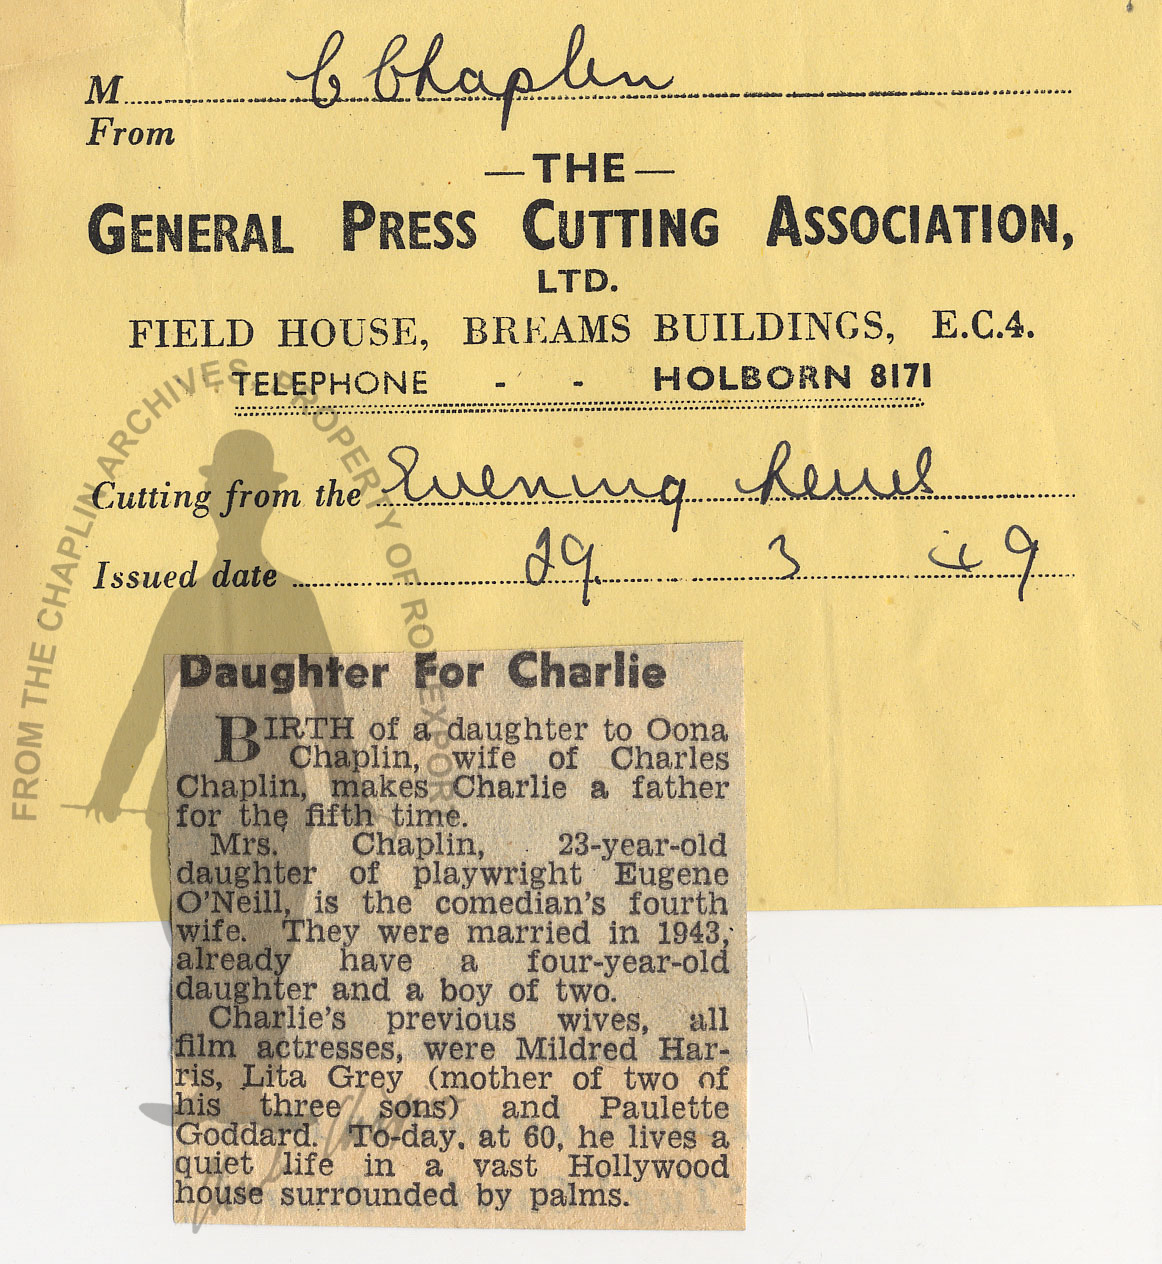 M C Chaplin
From
— THE —
GENERAL PRESS CUTTING ASSOCIATION,
LTD.
FIELD HOUSE, BREAMS BUILDINGS, E.C.4.
TELEPHONE - - HOLBORN 8171
Cutting from the Evening News
Issued date 29. 3 49
Daughter For Charlie
BIRTH of a daughter to Oona
Chaplin, wife of Charles
Chaplin, makes Charlie a father
for the fifth time.
Mrs. Chaplin, 23-year-old
daughter of playwright Eugene
O'Neill, is the comedian's fourth
wife. They were married in 1943,
already have a four-year-old
daughter and a boy of two.
Charlie's previous wives, all
film actresses, were Mildred Har-
ris, Lita Grey (mother of two of
his three sons) and Paulette
Goddard. To-day, at 60, he lives a
quiet life in a vast Hollywood
house surrounded by palms.
FROM THE CHAPLIN ARCHIVES, PROPERTY OF ROY EXPORT